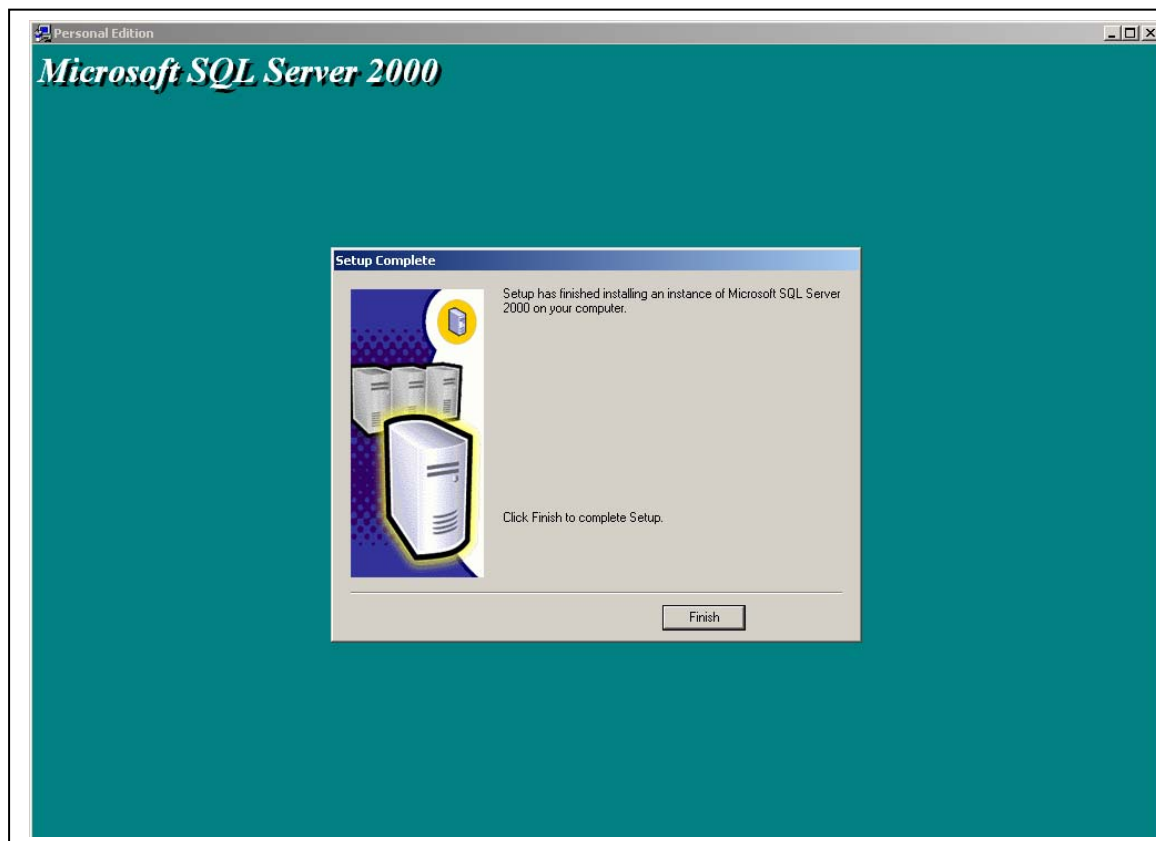 Personal Edition
Microsoft SQL Server 2000
Setup Complete
Setup has finished installing an instance of Microsoft SQL Server
2000 on your computer.
Click Finish to complete Setup.
Finish